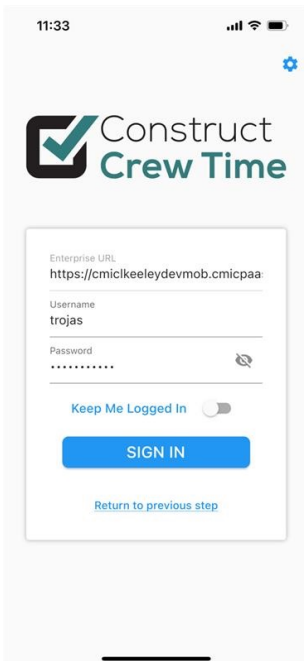 11:33
Construct
Crew Time
Enterprise URL
https://cmiclkeeleydevmob.cmicpaa
Username
trojas
Password
•••••••••••
Keep Me Logged In
SIGN IN
Return to previous step